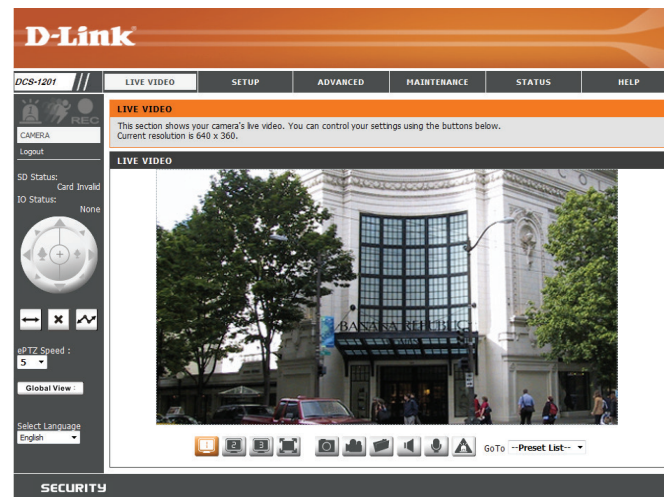 D-Link
DCS-1201
LIVE VIDEO
SETUP
ADVANCED
MAINTENANCE
STATUS
HELP
REC
CAMERA
Logout
SD Status:
Card Invalid
IO Status:
None
ePTZ Speed :
5
Global View :
Select Language
English
LIVE VIDEO
This section shows your camera's live video. You can control your settings using the buttons below.
Current resolution is 640 x 360.
LIVE VIDEO
BANANA REPUBLIC
1
2
3
GoTo --Preset List--
SECURITY